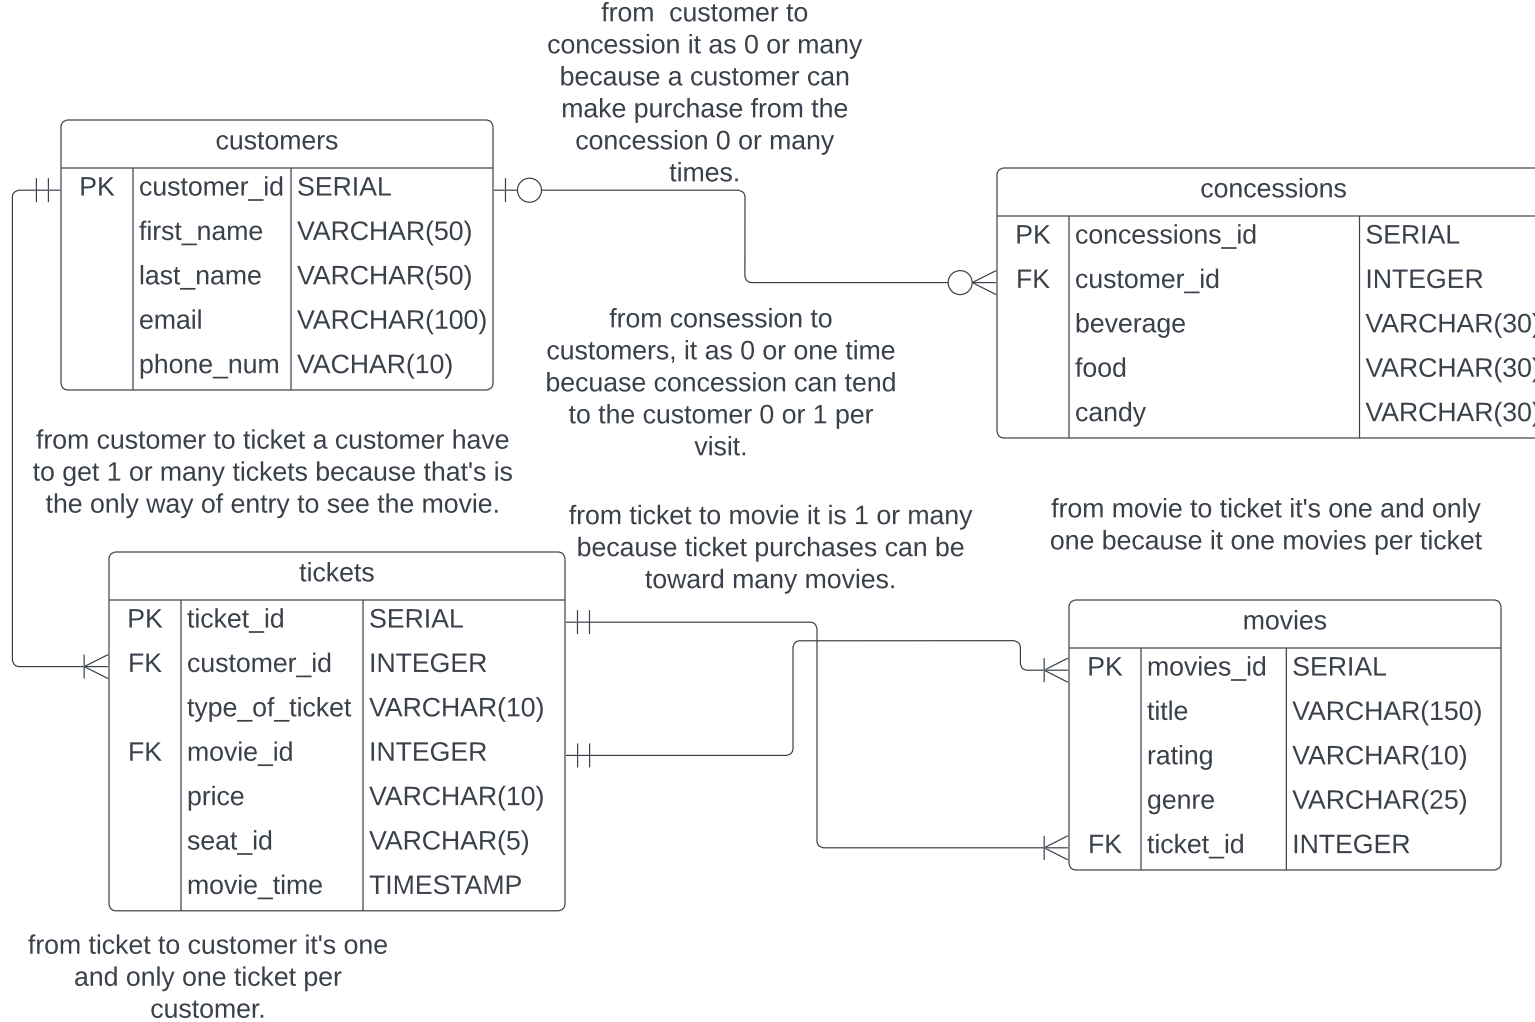 from  customer to
concession it as 0 or many
because a customer can
make purchase from the
concession 0 or many
times.
customers
PK customer_id SERIAL
first_name VARCHAR(50)
last_name VARCHAR(50)
email VARCHAR(100)
phone_num VACHAR(10)
concessions
PK concessions_id SERIAL
FK customer_id INTEGER
beverage VARCHAR(30)
food VARCHAR(30)
candy VARCHAR(30)
from consession to
customers, it as 0 or one time
becuase concession can tend
to the customer 0 or 1 per
visit.
from customer to ticket a customer have
to get 1 or many tickets because that's is
the only way of entry to see the movie.
from ticket to movie it is 1 or many
because ticket purchases can be
toward many movies.
from movie to ticket it's one and only
one because it one movies per ticket
tickets
PK ticket_id SERIAL
FK customer_id INTEGER
type_of_ticket VARCHAR(10)
FK movie_id INTEGER
price VARCHAR(10)
seat_id VARCHAR(5)
movie_time TIMESTAMP
movies
PK movies_id SERIAL
title VARCHAR(150)
rating VARCHAR(10)
genre VARCHAR(25)
FK ticket_id INTEGER
from ticket to customer it's one
and only one ticket per
customer.